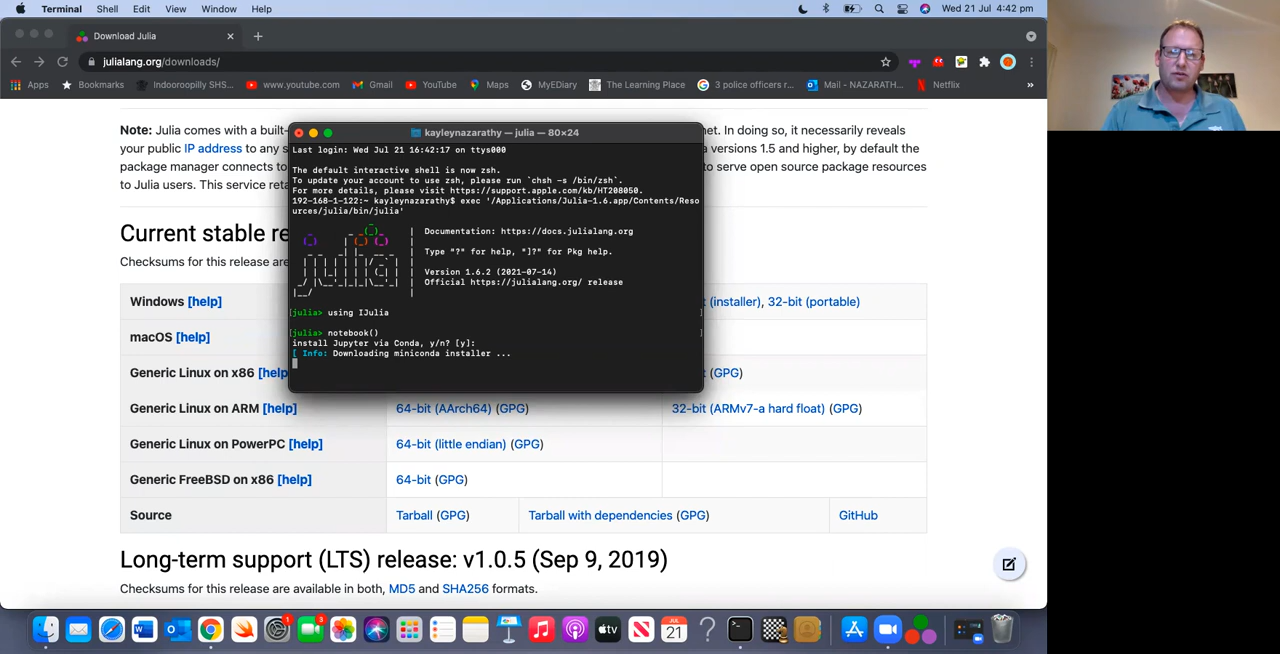 Terminal Shell Edit View Window Help Wed 21 Jul 4:42 pm
Download Julia
julialang.org/downloads/
Apps Bookmarks Indooroopilly SHS... www.youtube.com Gmail YouTube Maps MyEDiary The Learning Place 3 police officers r... Mail - NAZARATH... Netflix »
Note: Julia comes with a built-
net. In doing so, it necessarily reveals
your public IP address to any s
a versions 1.5 and higher, by default the
package manager connects to
to serve open source package resources
to Julia users. This service reta
kayleynazarathy — julia — 80×24
Last login: Wed Jul 21 16:42:17 on ttys000
The default interactive shell is now zsh.
To update your account to use zsh, please run `chsh -s /bin/zsh`.
For more details, please visit https://support.apple.com/kb/HT208050.
192-168-1-122:~ kayleynazarathy$ exec '/Applications/Julia-1.6.app/Contents/Reso
urces/julia/bin/julia'
Documentation: https://docs.julialang.org
Type "?" for help, "]?" for Pkg help.
Version 1.6.2 (2021-07-14)
Official https://julialang.org/ release
julia> using IJulia
julia> notebook()
install Jupyter via Conda, y/n? [y]:
[ Info: Downloading miniconda installer ...
Current stable re
Checksums for this release are
Windows [help]
(installer), 32-bit (portable)
macOS [help]
Generic Linux on x86 [help
(GPG)
Generic Linux on ARM [help] 64-bit (AArch64) (GPG) 32-bit (ARMv7-a hard float) (GPG)
Generic Linux on PowerPC [help] 64-bit (little endian) (GPG)
Generic FreeBSD on x86 [help] 64-bit (GPG)
Source Tarball (GPG) Tarball with dependencies (GPG) GitHub
Long-term support (LTS) release: v1.0.5 (Sep 9, 2019)
Checksums for this release are available in both, MD5 and SHA256 formats.
1 3 tv JUL 21